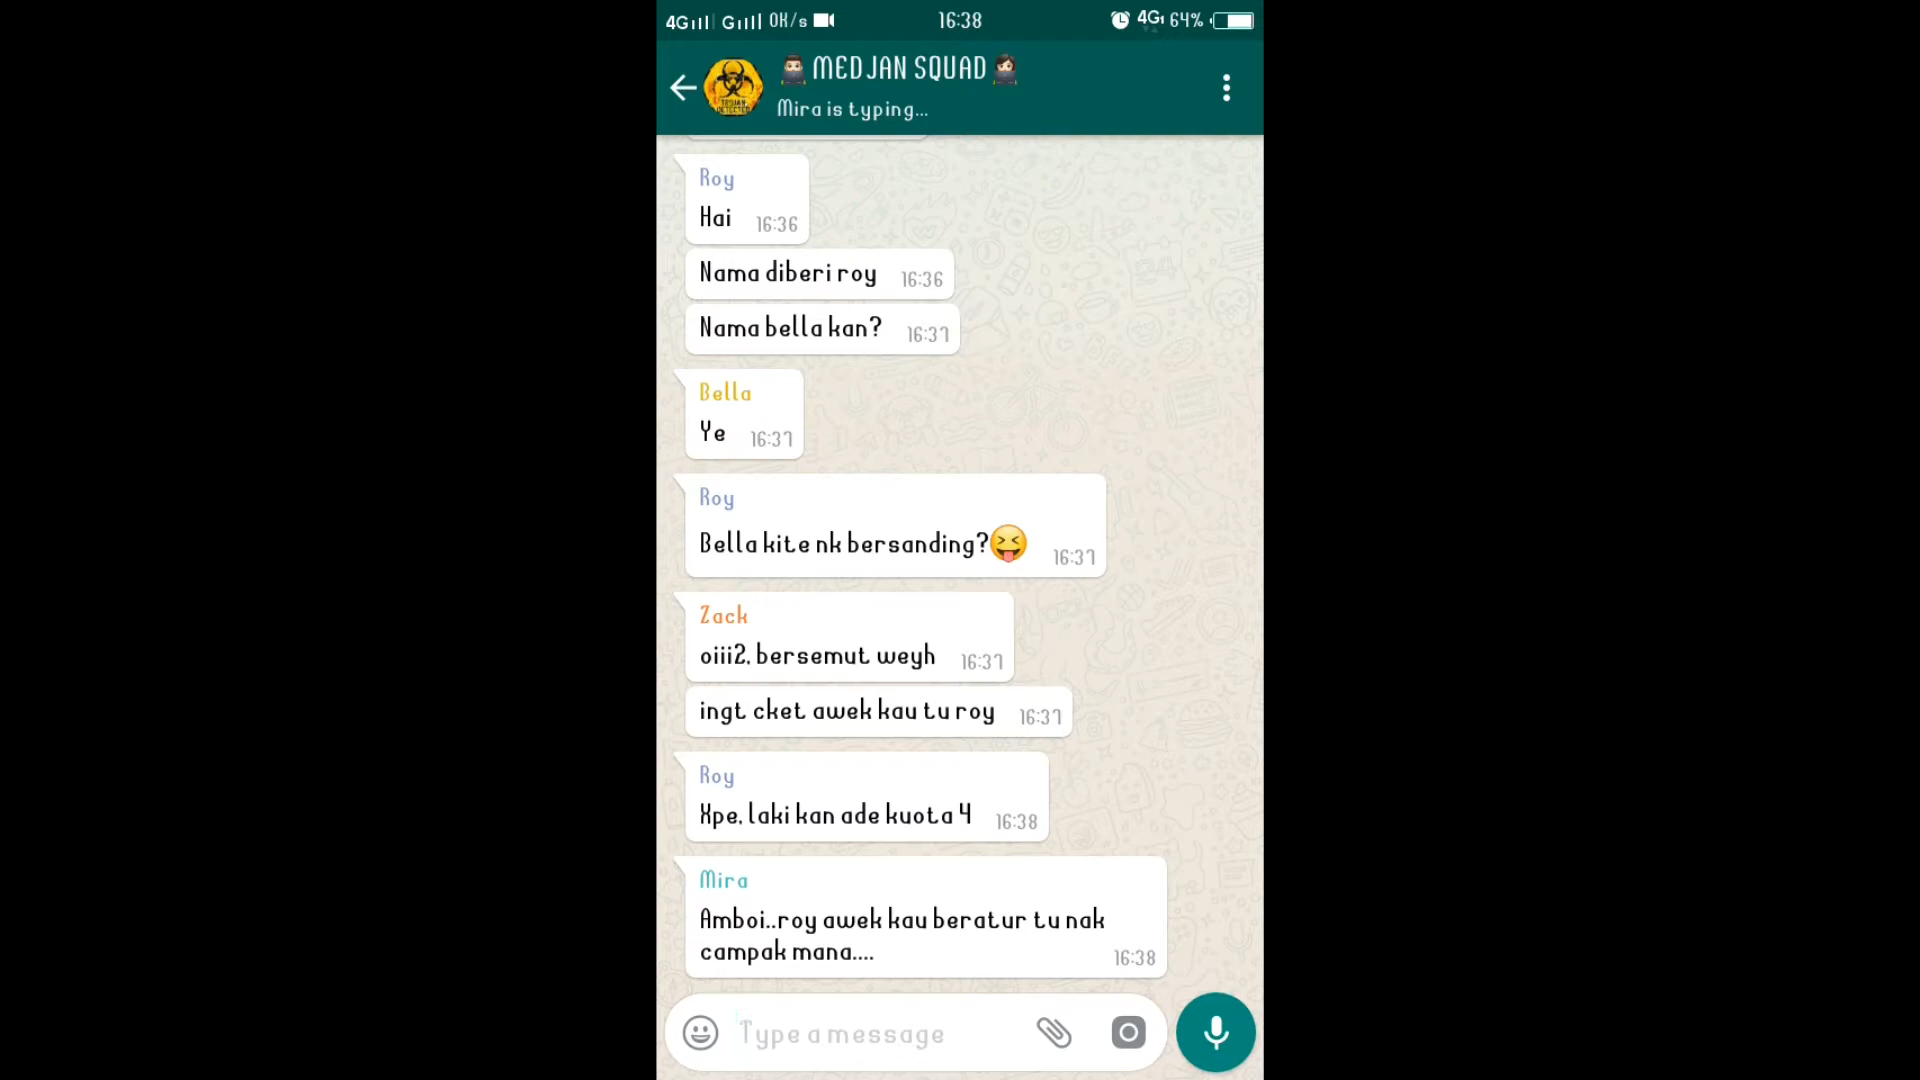 4G G 0K/s 16:38 4G 64%
MEDJAN SQUAD
Mira is typing...
TROJAN
DETECTED
Roy
Hai 16:36
Nama diberi roy 16:36
Nama bella kan? 16:37
Bella
Ye 16:37
Roy
Bella kite nk bersanding?😝 16:37
Zack
oiii2, bersemut weyh 16:37
ingt cket awek kau tu roy 16:37
Roy
Xpe, laki kan ade kuota 4 16:38
Mira
Amboi..roy awek kau beratur tu nak
campak mana.... 16:38
Type a message